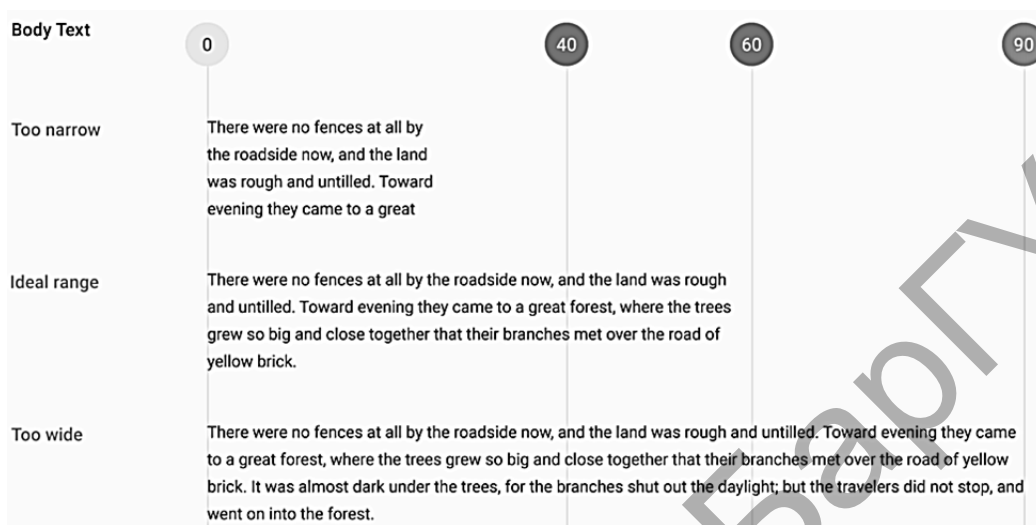 Body Text
0 40 60 90
Too narrow
There were no fences at all by
the roadside now, and the land
was rough and untilled. Toward
evening they came to a great
Ideal range
There were no fences at all by the roadside now, and the land was rough
and untilled. Toward evening they came to a great forest, where the trees
grew so big and close together that their branches met over the road of
yellow brick.
Too wide
There were no fences at all by the roadside now, and the land was rough and untilled. Toward evening they came
to a great forest, where the trees grew so big and close together that their branches met over the road of yellow
brick. It was almost dark under the trees, for the branches shut out the daylight; but the travelers did not stop, and
went on into the forest.
БарГУ